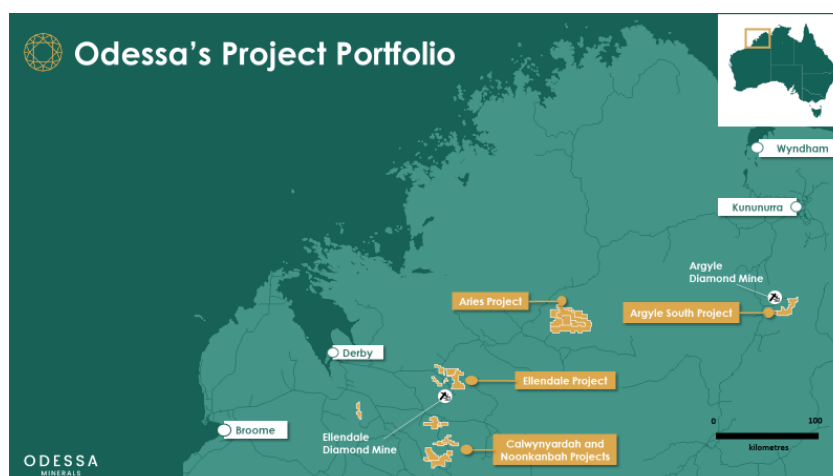 Odessa's Project Portfolio
Wyndham
Kununurra
Argyle
Diamond Mine
Aries Project
Argyle South Project
Derby
Ellendale Project
Broome
Ellendale
Diamond Mine
Calwynyardah and
Noonkanbah Projects
0 100
kilometres
ODESSA
MINERALS